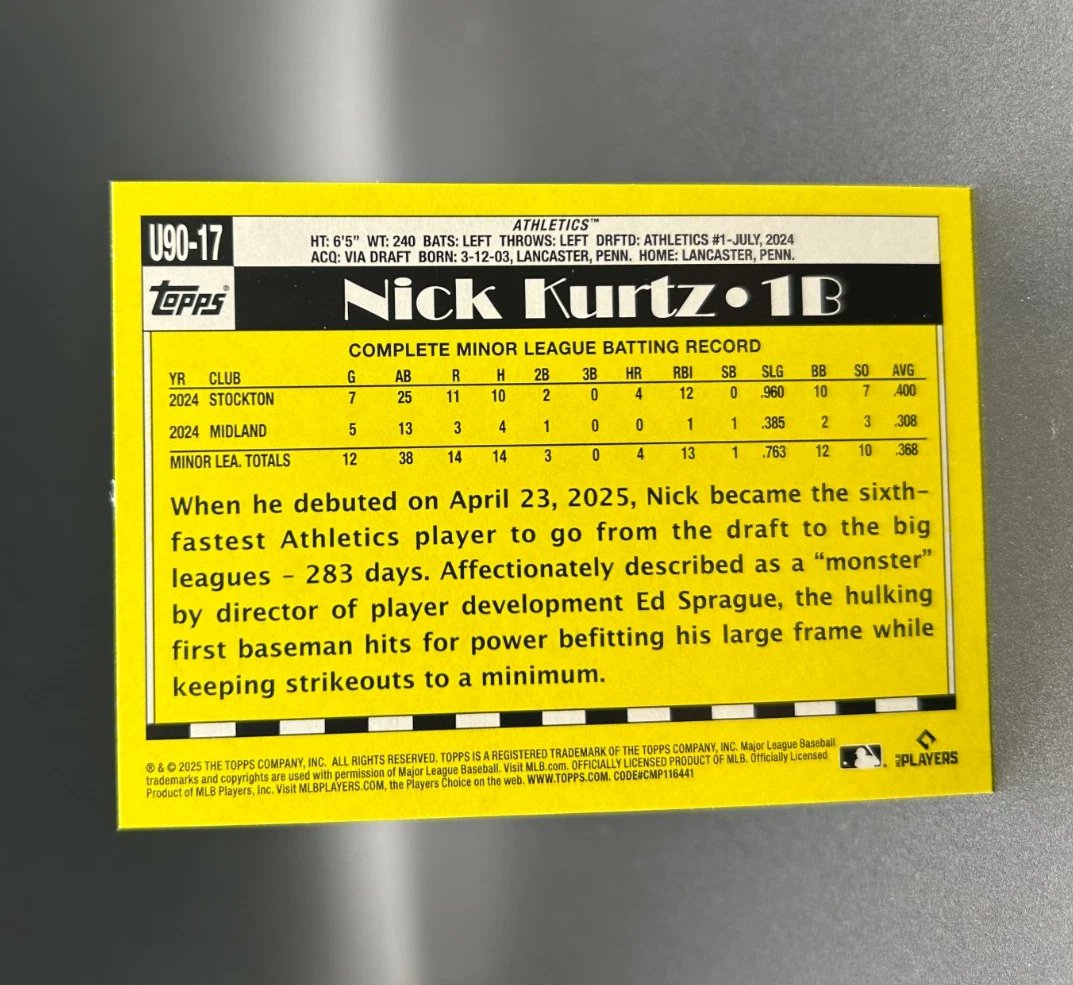 U90-17
ATHLETICS™
HT: 6'5" WT: 240 BATS: LEFT THROWS: LEFT DRFTD: ATHLETICS #1-JULY, 2024
ACQ: VIA DRAFT BORN: 3-12-03, LANCASTER, PENN. HOME: LANCASTER, PENN.
TOPPS®
Nick Kurtz • 1B
COMPLETE MINOR LEAGUE BATTING RECORD
YR CLUB G AB R H 2B 3B HR RBI SB SLG BB SO AVG
2024 STOCKTON 7 25 11 10 2 0 4 12 0 .960 10 7 .400
2024 MIDLAND 5 13 3 4 1 0 0 1 1 .385 2 3 .308
MINOR LEA. TOTALS 12 38 14 14 3 0 4 13 1 .763 12 10 .368
When he debuted on April 23, 2025, Nick became the sixth-
fastest Athletics player to go from the draft to the big
leagues – 283 days. Affectionately described as a “monster”
by director of player development Ed Sprague, the hulking
first baseman hits for power befitting his large frame while
keeping strikeouts to a minimum.
® & © 2025 THE TOPPS COMPANY, INC. ALL RIGHTS RESERVED. TOPPS IS A REGISTERED TRADEMARK OF THE TOPPS COMPANY, INC. Major League Baseball
trademarks and copyrights are used with permission of Major League Baseball. Visit MLB.com. OFFICIALLY LICENSED PRODUCT OF MLB. Officially Licensed
Product of MLB Players, Inc. Visit MLBPLAYERS.COM, the Players Choice on the web. WWW.TOPPS.COM. CODE#CMP116441
MLB PLAYERS